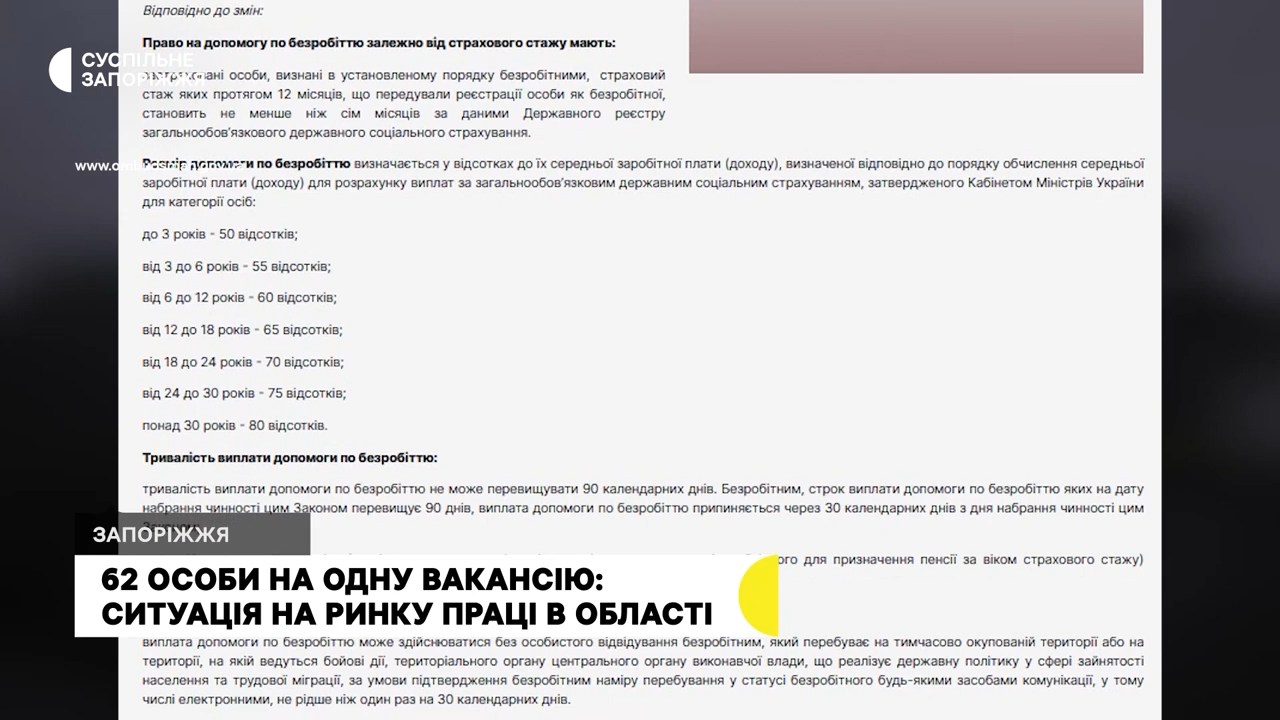 Відповідно до змін:
Право на допомогу по безробіттю залежно від страхового стажу мають:
СУСПІЛЬНЕ
ЗАПОРІЖЖЯ
особи, визнані в установленому порядку безробітними, страховий
стаж яких протягом 12 місяців, що передували реєстрації особи як безробітної,
становить не менше ніж сім місяців за даними Державного реєстру
загальнообов'язкового державного соціального страхування.
Розмір допомоги по безробіттю визначається у відсотках до їх середньої заробітної плати (доходу), визначеної відповідно до порядку обчислення середньої
заробітної плати (доходу) для розрахунку виплат за загальнообов'язковим державним соціальним страхуванням, затвердженого Кабінетом Міністрів України
для категорії осіб:
до 3 років - 50 відсотків;
від 3 до 6 років - 55 відсотків;
від 6 до 12 років - 60 відсотків;
від 12 до 18 років - 65 відсотків;
від 18 до 24 років - 70 відсотків;
від 24 до 30 років - 75 відсотків;
понад 30 років - 80 відсотків.
Тривалість виплати допомоги по безробіттю:
тривалість виплати допомоги по безробіттю не може перевищувати 90 календарних днів. Безробітним, строк виплати допомоги по безробіттю яких на дату
набрання чинності цим Законом перевищує 90 днів, виплата допомоги по безробіттю припиняється через 30 календарних днів з дня набрання чинності цим
ЗАПОРІЖЖЯ
для призначення пенсії за віком страхового стажу)
62 ОСОБИ НА ОДНУ ВАКАНСІЮ:
СИТУАЦІЯ НА РИНКУ ПРАЦІ В ОБЛАСТІ
виплата допомоги по безробіттю може здійснюватися без особистого відвідування безробітним, який перебуває на тимчасово окупованій території або на
території, на якій ведуться бойові дії, територіального органу центрального органу виконавчої влади, що реалізує державну політику у сфері зайнятості
населення та трудової міграції, за умови підтвердження безробітним наміру перебування у статусі безробітного будь-якими засобами комунікації, у тому
числі електронними, не рідше ніж один раз на 30 календарних днів.